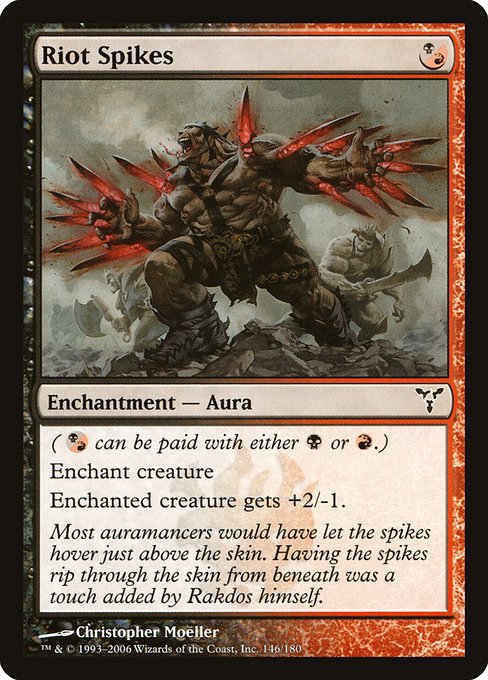 Riot Spikes
Enchantment — Aura
( can be paid with either or .)
Enchant creature
Enchanted creature gets +2/-1.
Most auramancers would have let the spikes
hover just above the skin. Having the spikes
rip through the skin from beneath was a
touch added by Rakdos himself.
Christopher Moeller
™ & © 1993–2006 Wizards of the Coast, Inc. 146/180